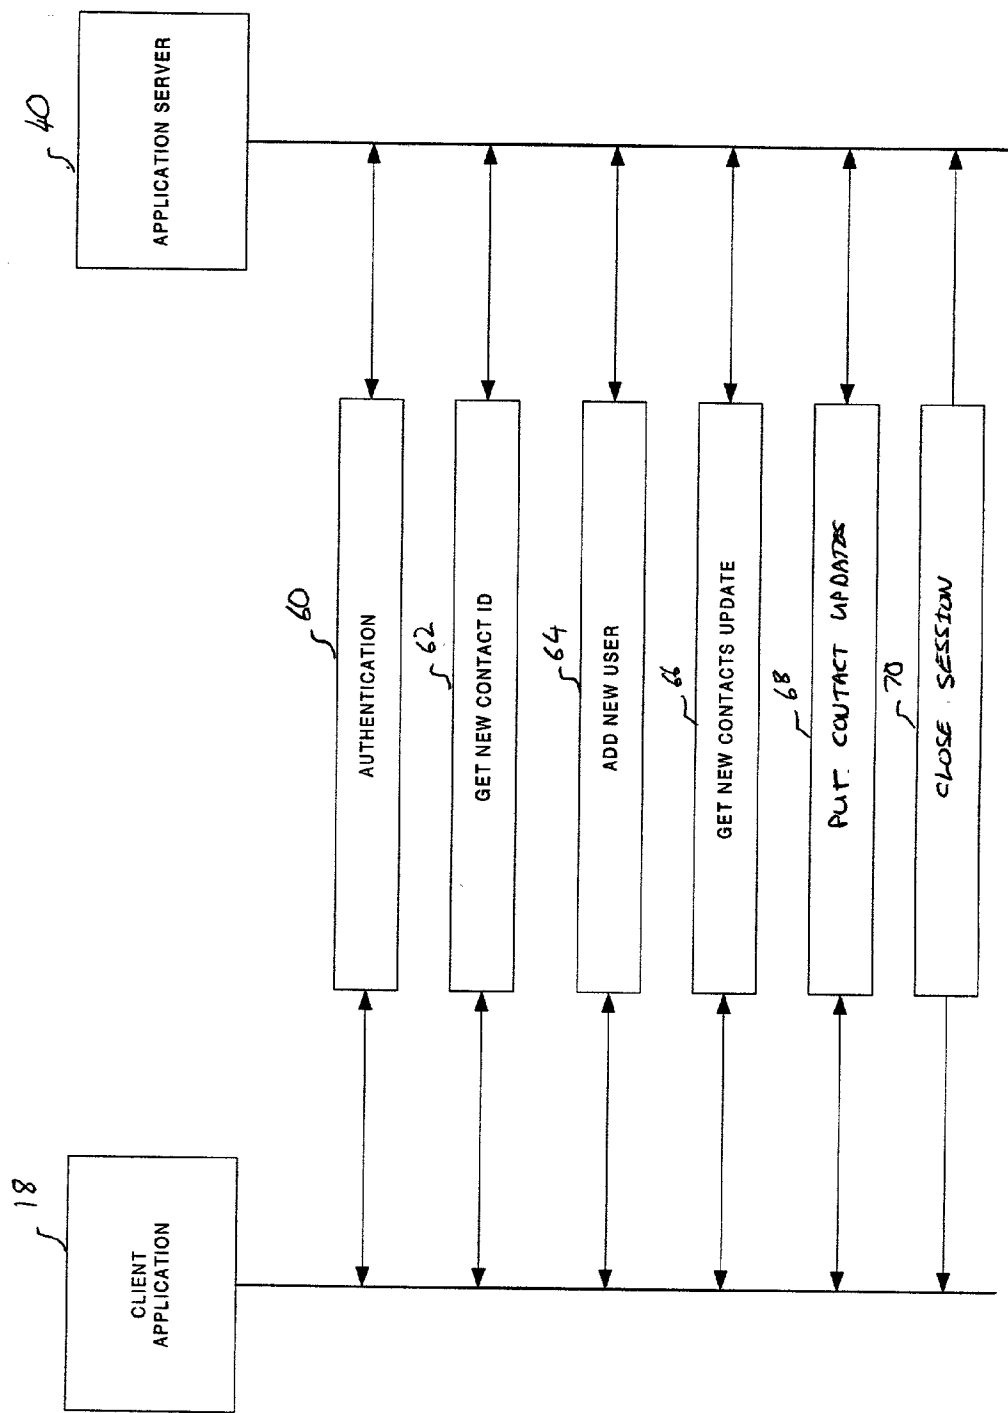 18
CLIENT
APPLICATION
40
APPLICATION SERVER
60
AUTHENTICATION
62
GET NEW CONTACT ID
64
ADD NEW USER
66
GET NEW CONTACTS UPDATE
68
PUT CONTACT UPDATES
70
CLOSE SESSION